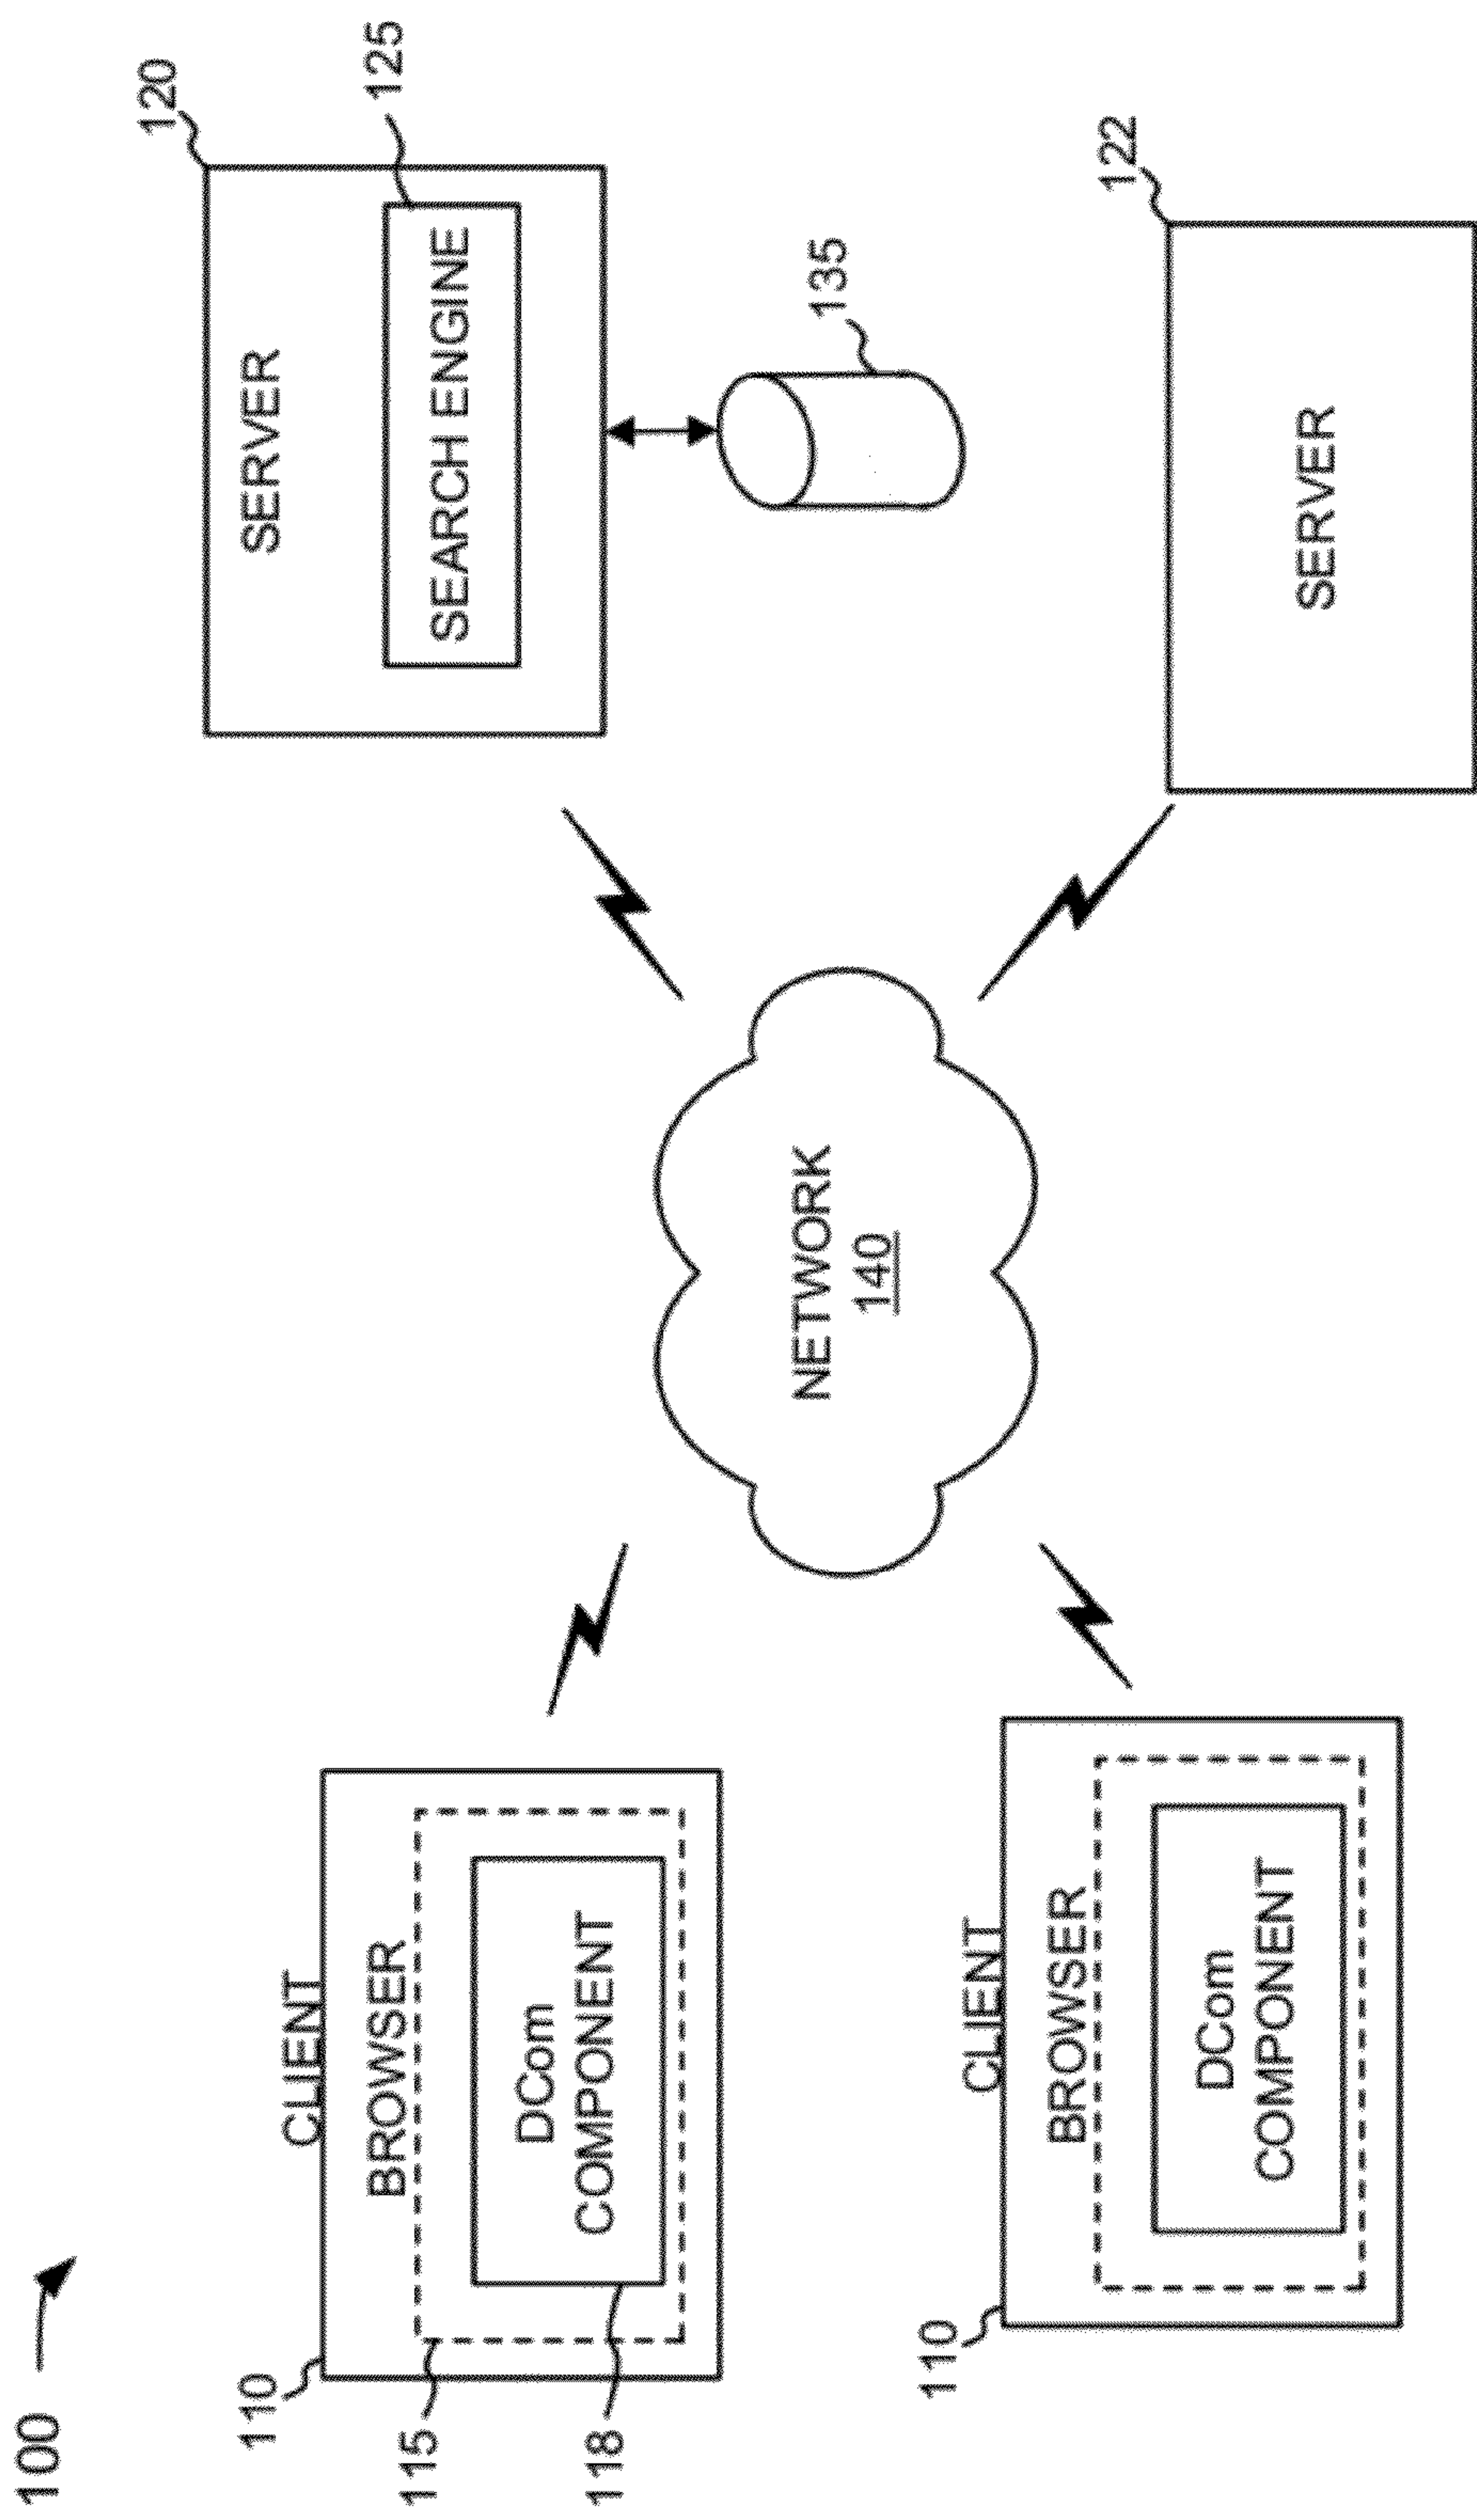 100
110
CLIENT
BROWSER
115
DCom
COMPONENT
118
110
CLIENT
BROWSER
DCom
COMPONENT
NETWORK
140
120
SERVER
125
SEARCH ENGINE
135
122
SERVER